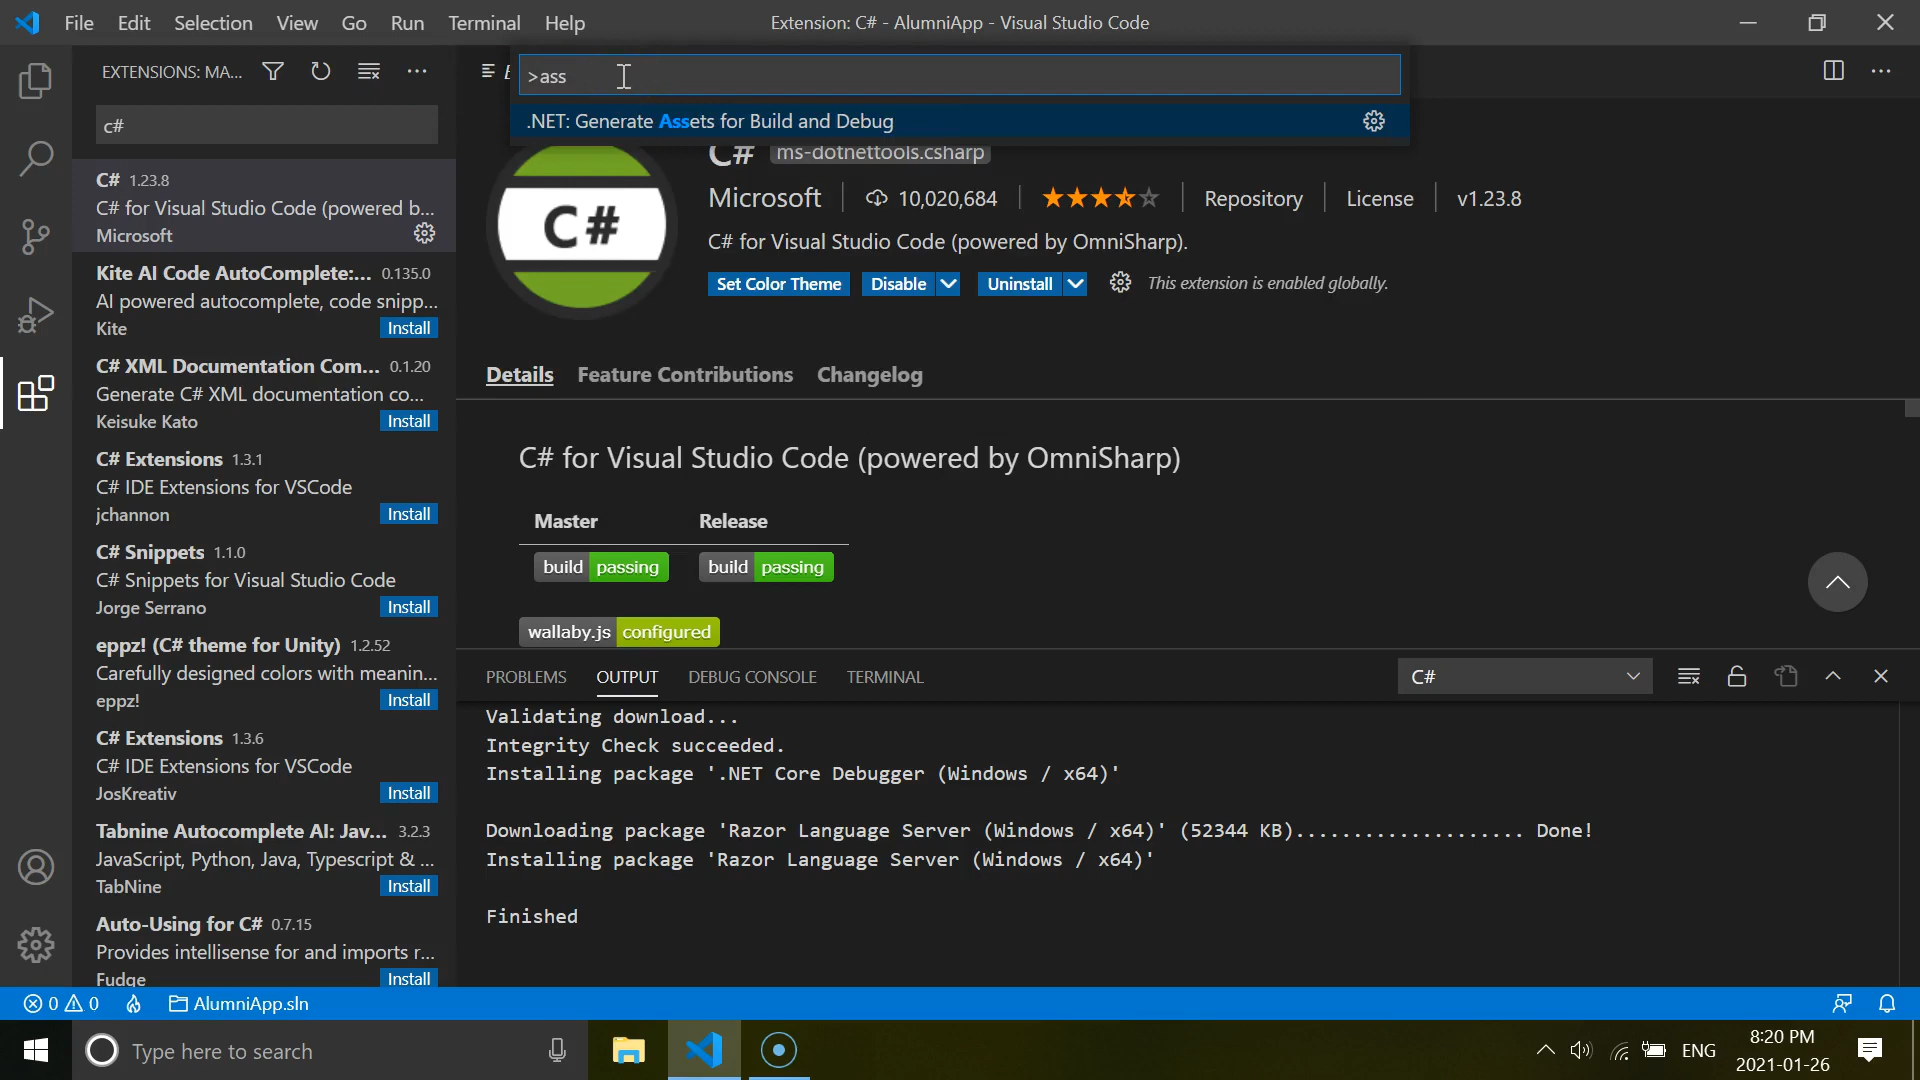 File Edit Selection View Go Run Terminal Help
Extension: C# - AlumniApp - Visual Studio Code
EXTENSIONS: MA...
>ass
.NET: Generate Assets for Build and Debug
c#
C# 1.23.8
C# for Visual Studio Code (powered b...
Microsoft
Kite AI Code AutoComplete:... 0.135.0
AI powered autocomplete, code snipp...
Kite Install
C# XML Documentation Com... 0.1.20
Generate C# XML documentation co...
Keisuke Kato Install
C# Extensions 1.3.1
C# IDE Extensions for VSCode
jchannon Install
C# Snippets 1.1.0
C# Snippets for Visual Studio Code
Jorge Serrano Install
eppz! (C# theme for Unity) 1.2.52
Carefully designed colors with meanin...
eppz! Install
C# Extensions 1.3.6
C# IDE Extensions for VSCode
JosKreativ Install
Tabnine Autocomplete AI: Jav... 3.2.3
JavaScript, Python, Java, Typescript & ...
TabNine Install
Auto-Using for C# 0.7.15
Provides intellisense for and imports r...
Fudge Install
C#
C# ms-dotnettools.csharp
Microsoft 10,020,684 Repository License v1.23.8
C# for Visual Studio Code (powered by OmniSharp).
Set Color Theme Disable Uninstall This extension is enabled globally.
Details Feature Contributions Changelog
C# for Visual Studio Code (powered by OmniSharp)
Master Release
build passing build passing
wallaby.js configured
PROBLEMS OUTPUT DEBUG CONSOLE TERMINAL C#
Validating download...
Integrity Check succeeded.
Installing package '.NET Core Debugger (Windows / x64)'
Downloading package 'Razor Language Server (Windows / x64)' (52344 KB).................... Done!
Installing package 'Razor Language Server (Windows / x64)'
Finished
0 0 AlumniApp.sln
Type here to search
ENG
8:20 PM
2021-01-26